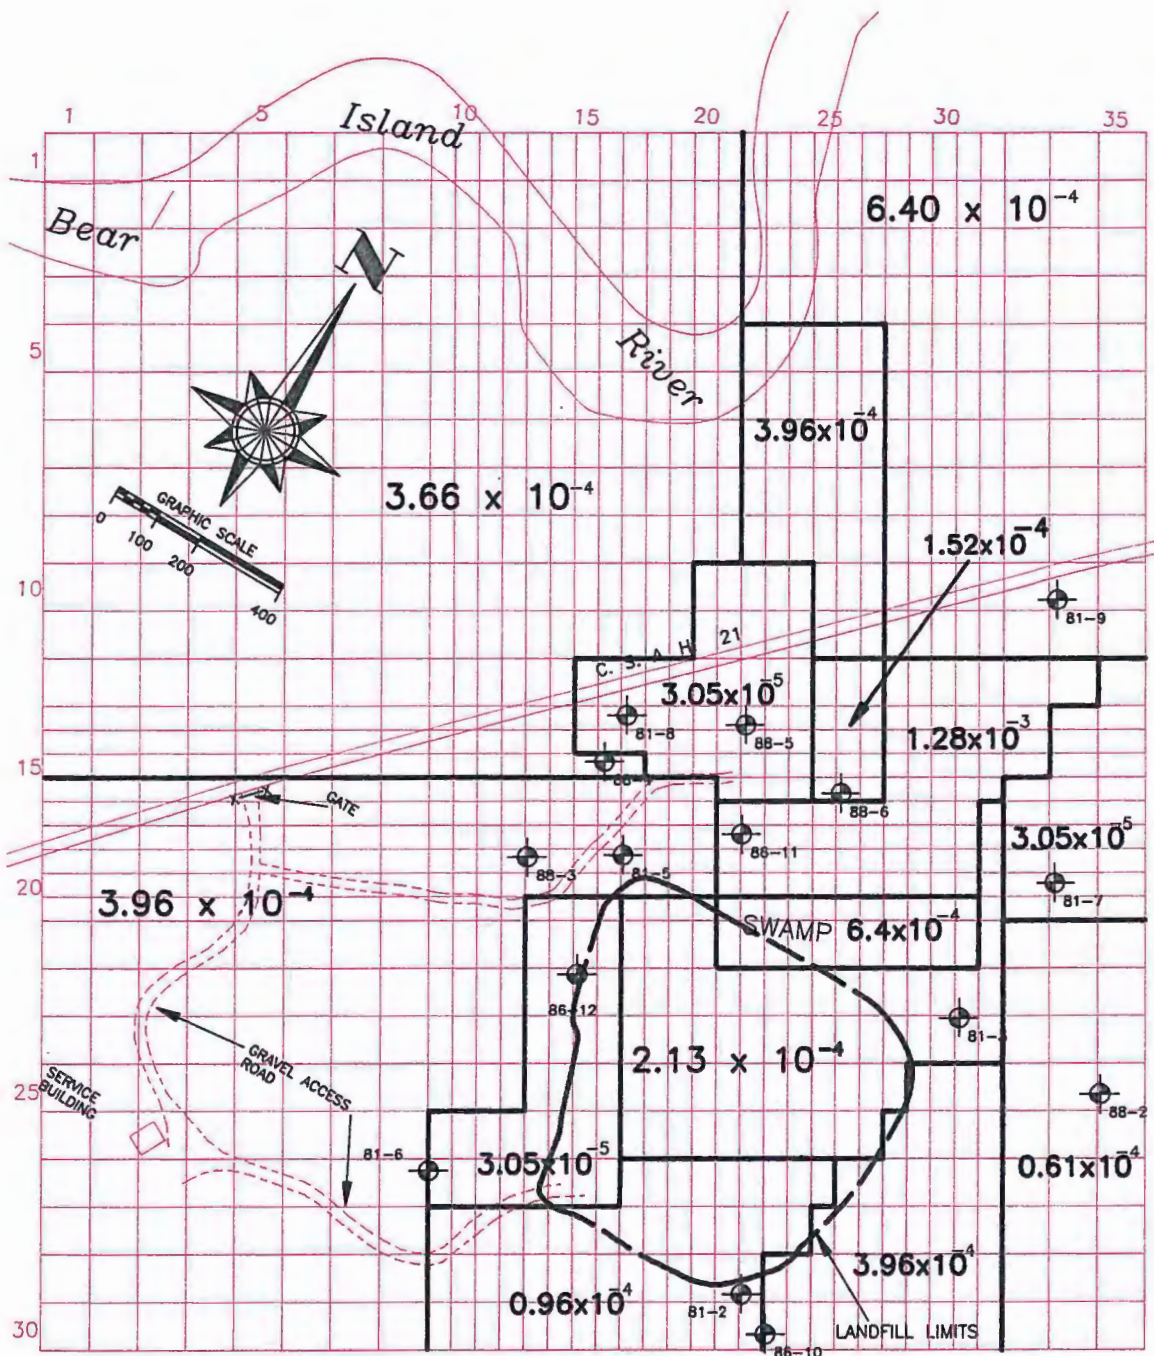 1 5 10 15 20 25 30 35
1
Island
6.40 x 10⁻⁴
Bear
N
5
River
3.96x10⁻⁴
3.66 x 10⁻⁴
GRAPHIC SCALE
0 100 200 400
1.52x10⁻⁴
10
81-9
C. S. A. H. 21
3.05x10⁻⁵
81-8
88-5
1.28x10⁻³
15
GATE
88-6
86-11
3.05x10⁻⁵
88-3
81-5
81-7
20
3.96 x 10⁻⁴
SWAMP 6.4x10⁻⁴
86-12
2.13 x 10⁻⁴
GRAVEL ACCESS
ROAD
SERVICE
BUILDING
25
88-2
81-6
3.05x10⁻⁵
0.61x10⁻⁴
3.96x10⁻⁴
0.96x10⁻⁴
81-2
30
LANDFILL LIMITS
86-10